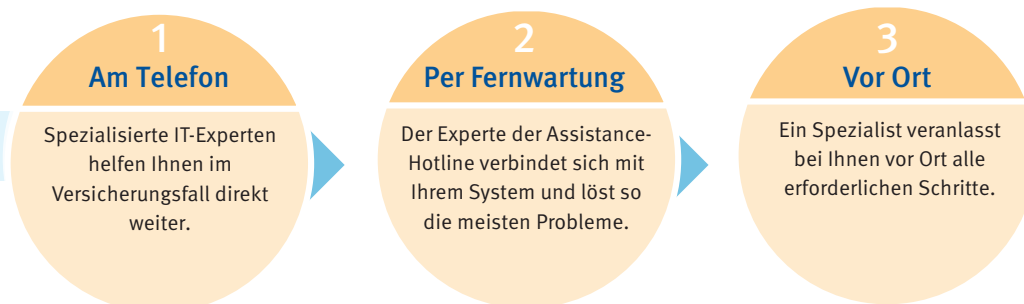 1
Am Telefon
Spezialisierte IT-Experten
helfen Ihnen im
Versicherungsfall direkt
weiter.
2
Per Fernwartung
Der Experte der Assistance-
Hotline verbindet sich mit
Ihrem System und löst so
die meisten Probleme.
3
Vor Ort
Ein Spezialist veranlasst
bei Ihnen vor Ort alle
erforderlichen Schritte.